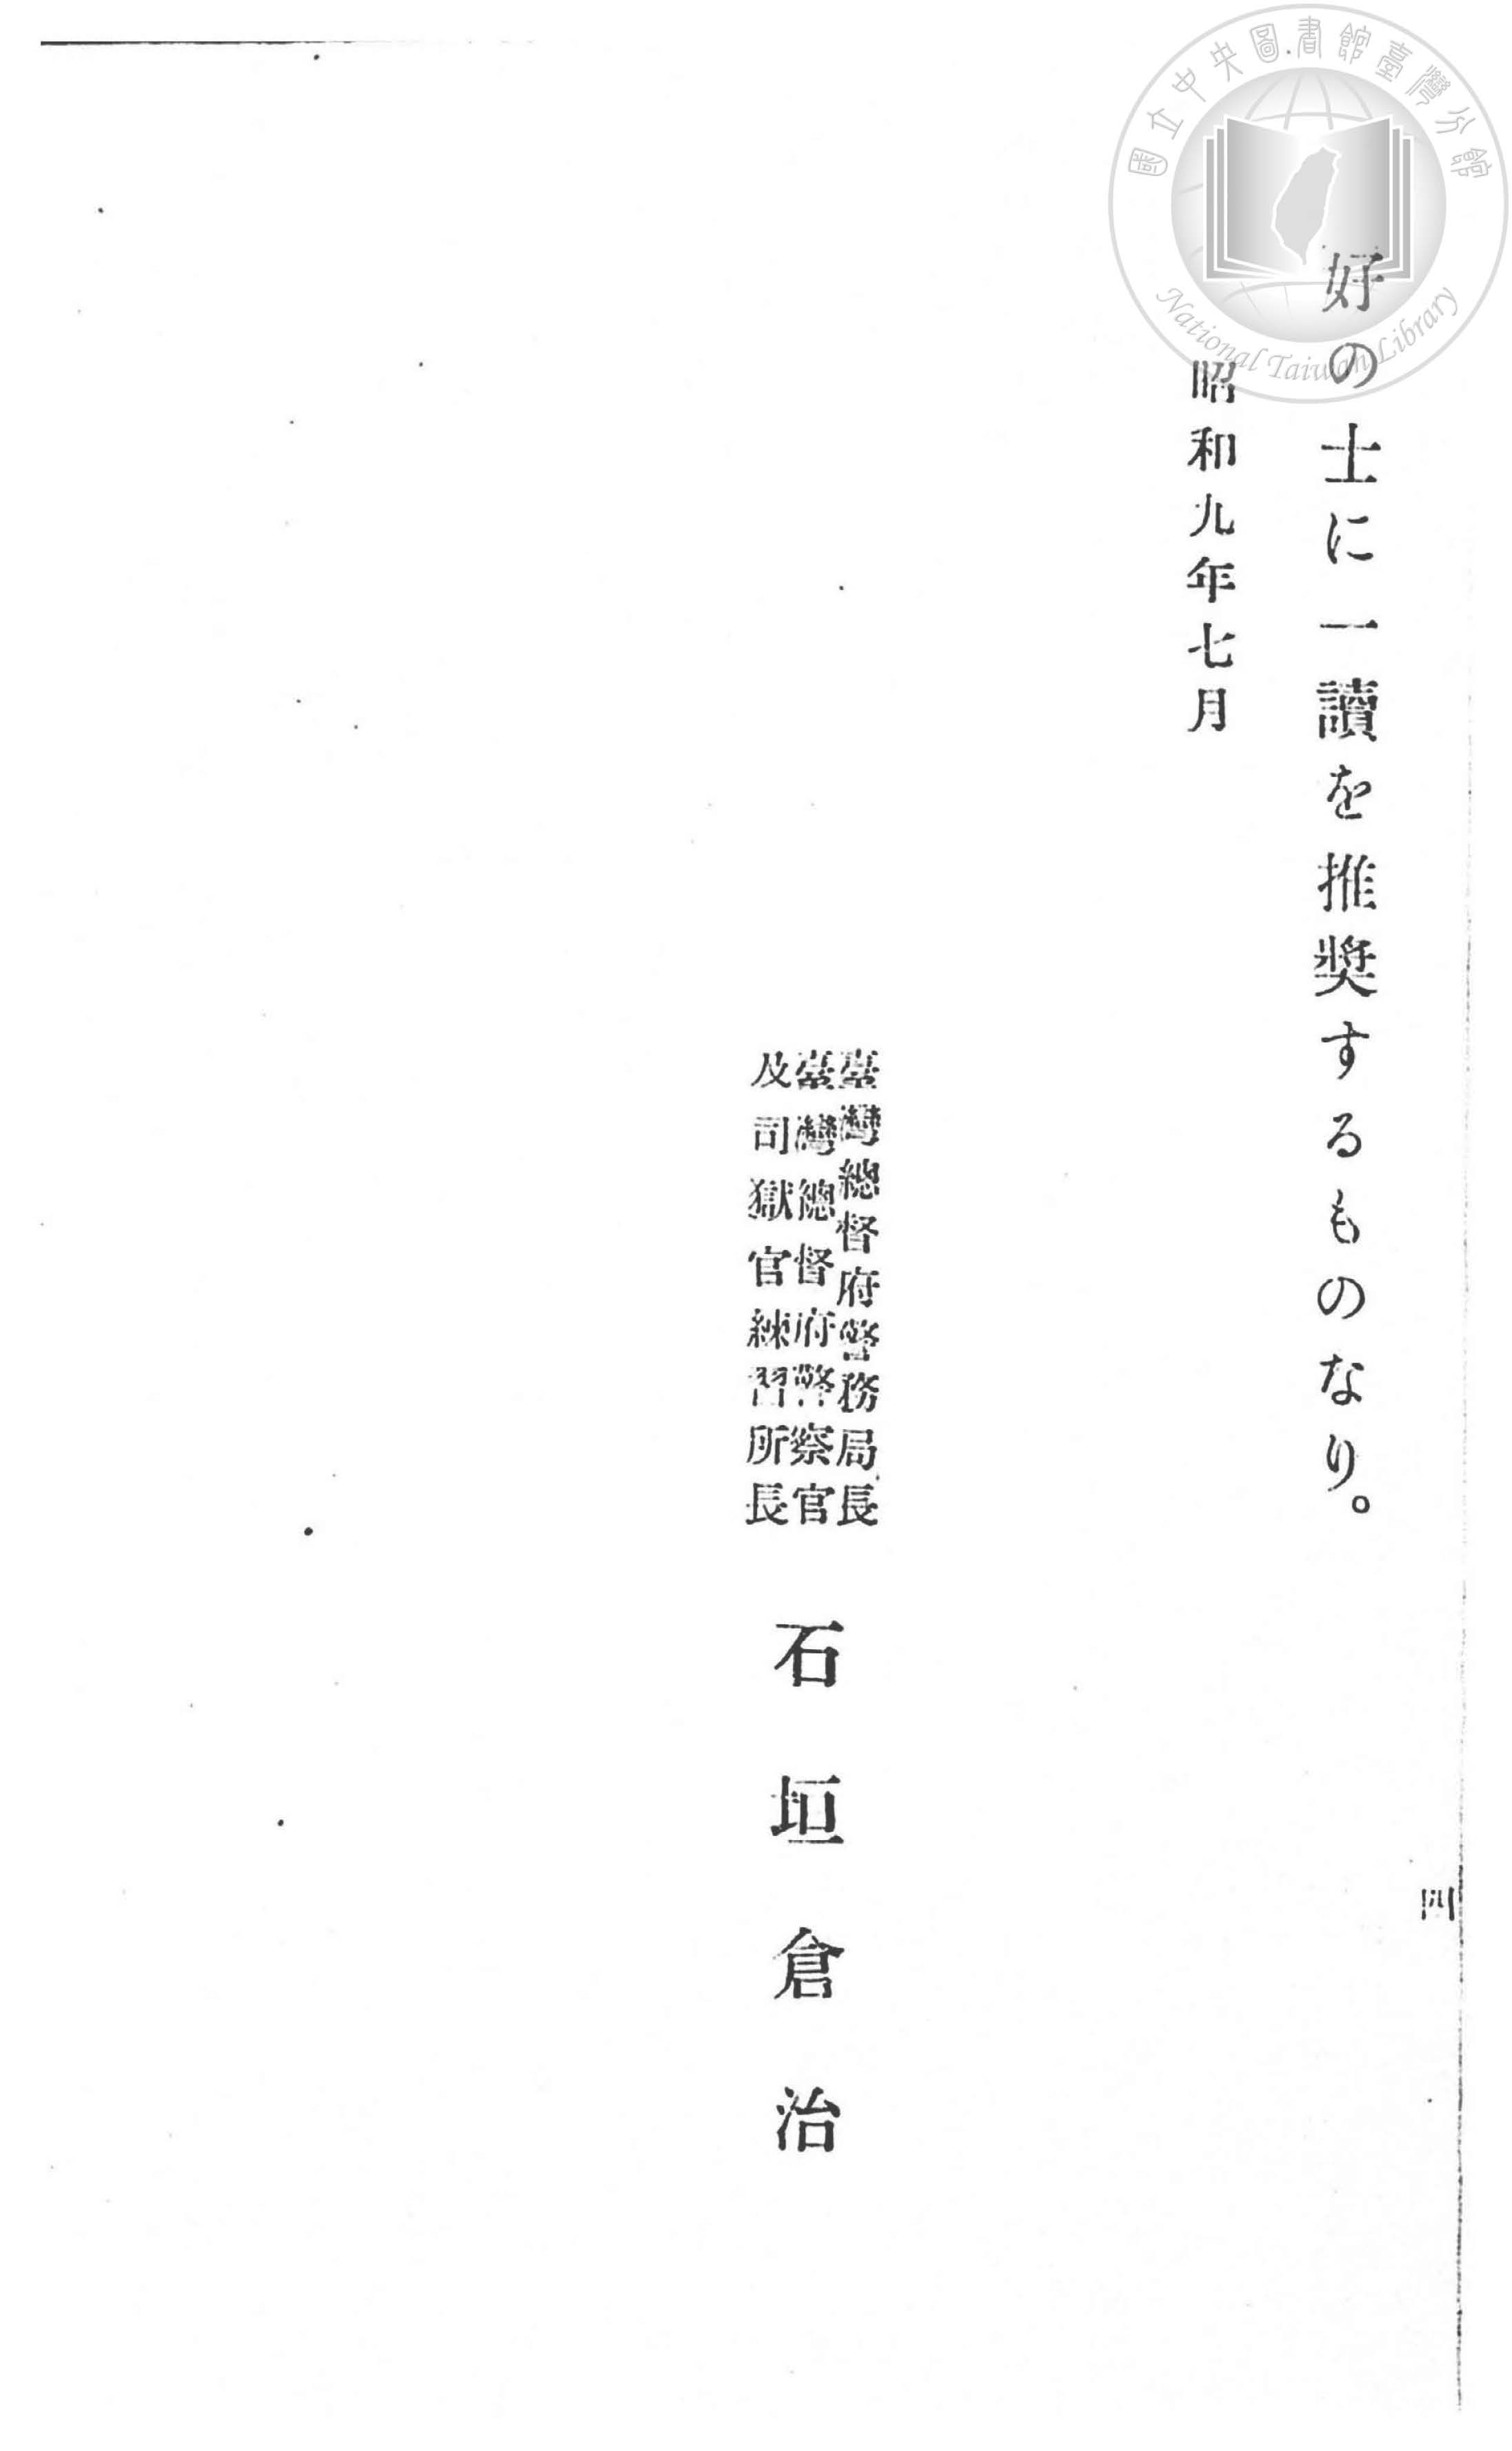 國立中央圖書館臺灣分館
National Taiwan Library
四
好の士に一讀を推奬するものなり。
昭和九年七月
臺灣總督府警務局長
臺灣總督府警察官
及司獄官練習所長
石垣倉治